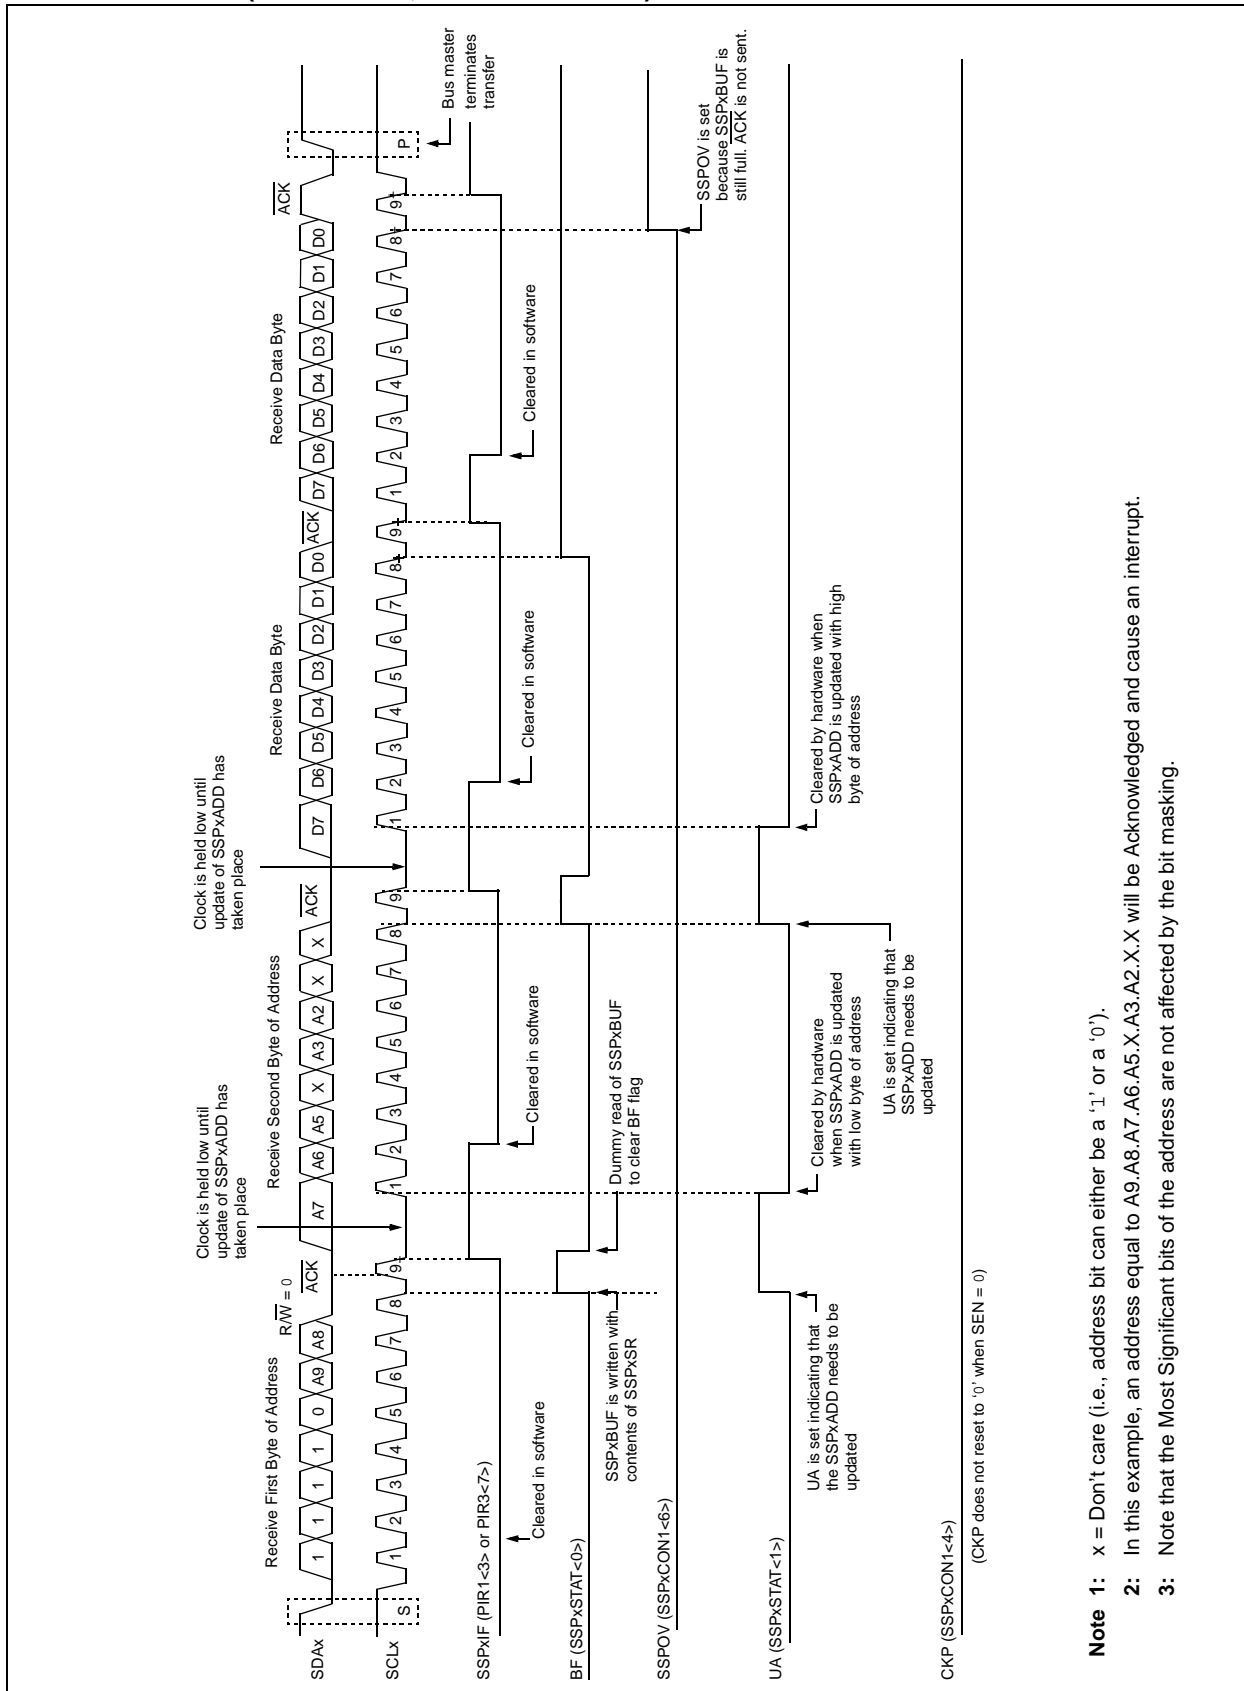 Receive First Byte of Address
R/W = 0
Clock is held low until
update of SSPxADD has
taken place
Receive Second Byte of Address
Clock is held low until
update of SSPxADD has
taken place
Receive Data Byte
Receive Data Byte
SDAx
1 1 1 1 0 A9 A8 ACK A7 A6 A5 X A3 A2 X X ACK D7 D6 D5 D4 D3 D2 D1 D0 ACK D7 D6 D5 D4 D3 D2 D1 D0 ACK
SCLx
S 1 2 3 4 5 6 7 8 9 1 2 3 4 5 6 7 8 9 1 2 3 4 5 6 7 8 9 1 2 3 4 5 6 7 8 9 P
Bus master
terminates
transfer
SSPxIF (PIR1<3> or PIR3<7>)
Cleared in software
Cleared in software
Cleared in software
Cleared in software
BF (SSPxSTAT<0>)
SSPxBUF is written with
contents of SSPxSR
Dummy read of SSPxBUF
to clear BF flag
SSPOV (SSPxCON1<6>)
SSPOV is set
because SSPxBUF is
still full. ACK is not sent.
UA (SSPxSTAT<1>)
UA is set indicating that
the SSPxADD needs to be
updated
Cleared by hardware
when SSPxADD is updated
with low byte of address
UA is set indicating that
SSPxADD needs to be
updated
Cleared by hardware when
SSPxADD is updated with high
byte of address
CKP (SSPxCON1<4>)
(CKP does not reset to ‘0’ when SEN = 0)
Note 1: x = Don’t care (i.e., address bit can either be a ‘1’ or a ‘0’).
2: In this example, an address equal to A9.A8.A7.A6.A5.X.A3.A2.X.X will be Acknowledged and cause an interrupt.
3: Note that the Most Significant bits of the address are not affected by the bit masking.